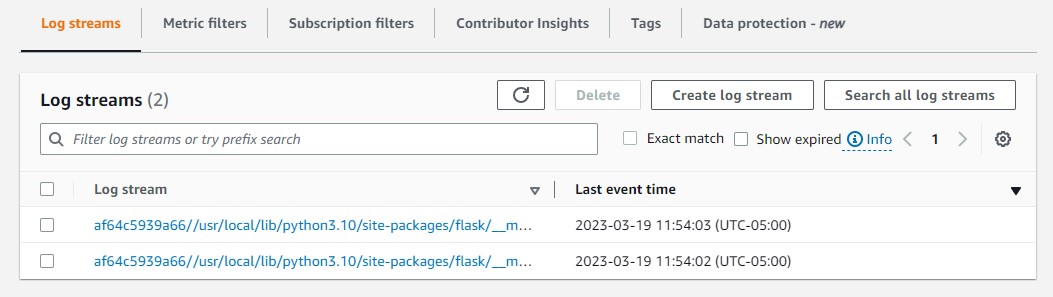 Log streams Metric filters Subscription filters Contributor Insights Tags Data protection - new
Log streams (2) Delete Create log stream Search all log streams
Filter log streams or try prefix search Exact match Show expired Info 1
Log stream Last event time
af64c5939a66//usr/local/lib/python3.10/site-packages/flask/__m... 2023-03-19 11:54:03 (UTC-05:00)
af64c5939a66//usr/local/lib/python3.10/site-packages/flask/__m... 2023-03-19 11:54:02 (UTC-05:00)